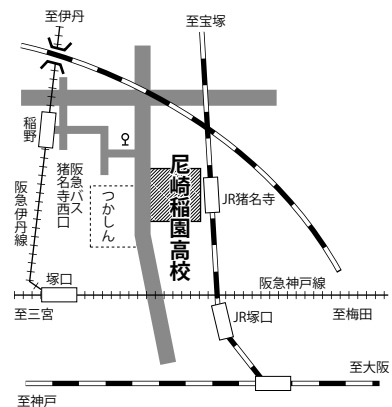 至伊丹
至宝塚
稲野
阪急バス
猪名寺西口
尼崎稲園高校
つかしん
JR猪名寺
阪急伊丹線
塚口
阪急神戸線
至三宮
JR塚口
至梅田
至大阪
至神戸